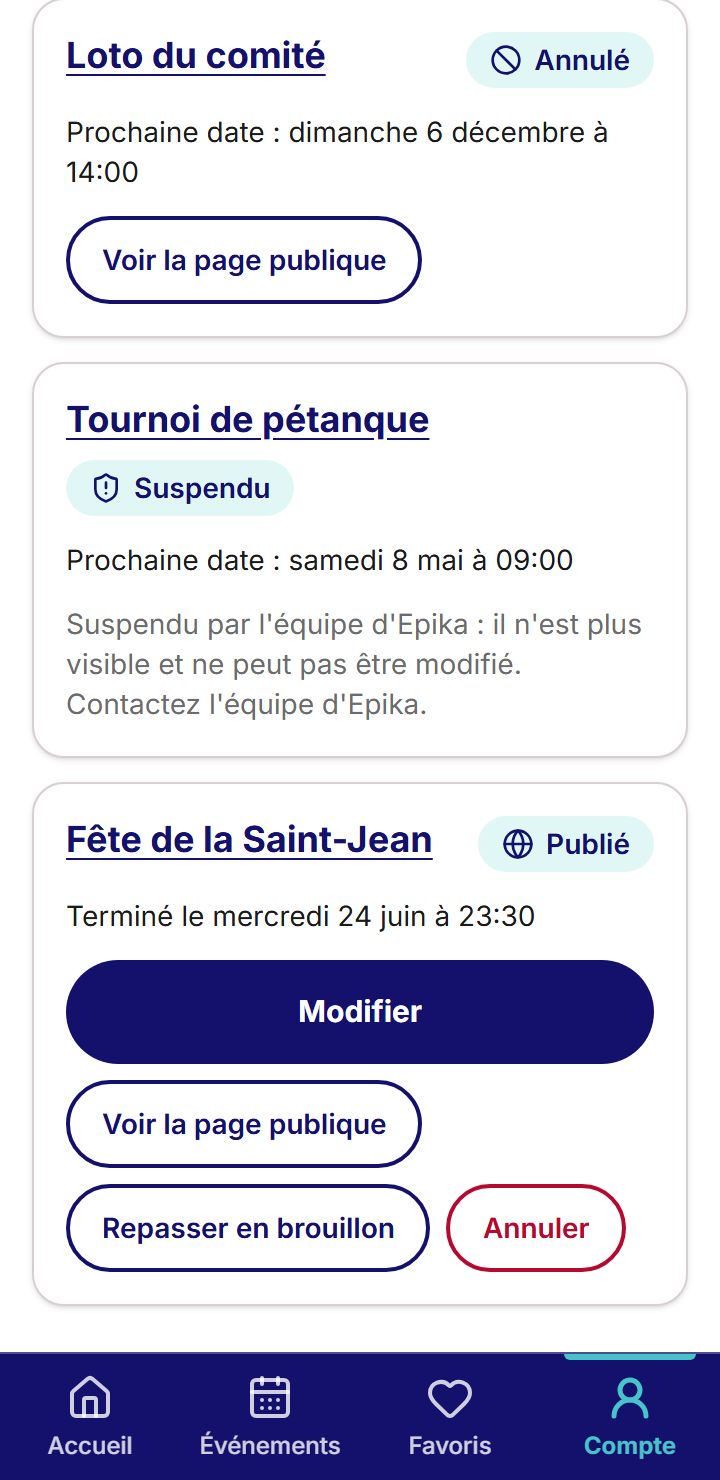 Loto du comité
Annulé
Prochaine date : dimanche 6 décembre à
14:00
Voir la page publique
Tournoi de pétanque
Suspendu
Prochaine date : samedi 8 mai à 09:00
Suspendu par l'équipe d'Epika : il n'est plus
visible et ne peut pas être modifié.
Contactez l'équipe d'Epika.
Fête de la Saint-Jean
Publié
Terminé le mercredi 24 juin à 23:30
Modifier
Voir la page publique
Repasser en brouillon
Annuler
Accueil
Événements
Favoris
Compte